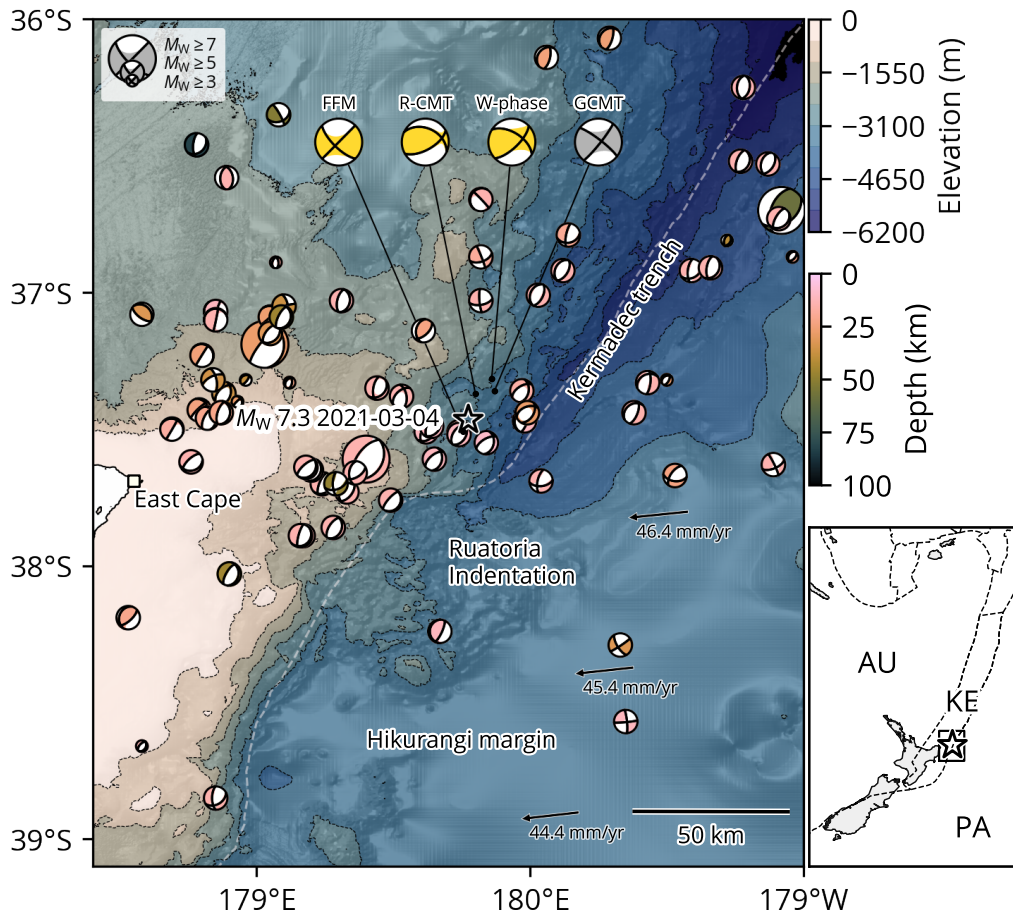 36°S
37°S
38°S
39°S
179°E
180°E
179°W
Mw ≥ 7
Mw ≥ 5
Mw ≥ 3
FFM
R-CMT
W-phase
GCMT
Kermadec trench
Mw 7.3 2021-03-04
East Cape
46.4 mm/yr
Ruatoria
Indentation
45.4 mm/yr
Hikurangi margin
44.4 mm/yr
50 km
0
−1550
−3100
−4650
−6200
Elevation (m)
0
25
50
75
100
Depth (km)
AU
KE
PA